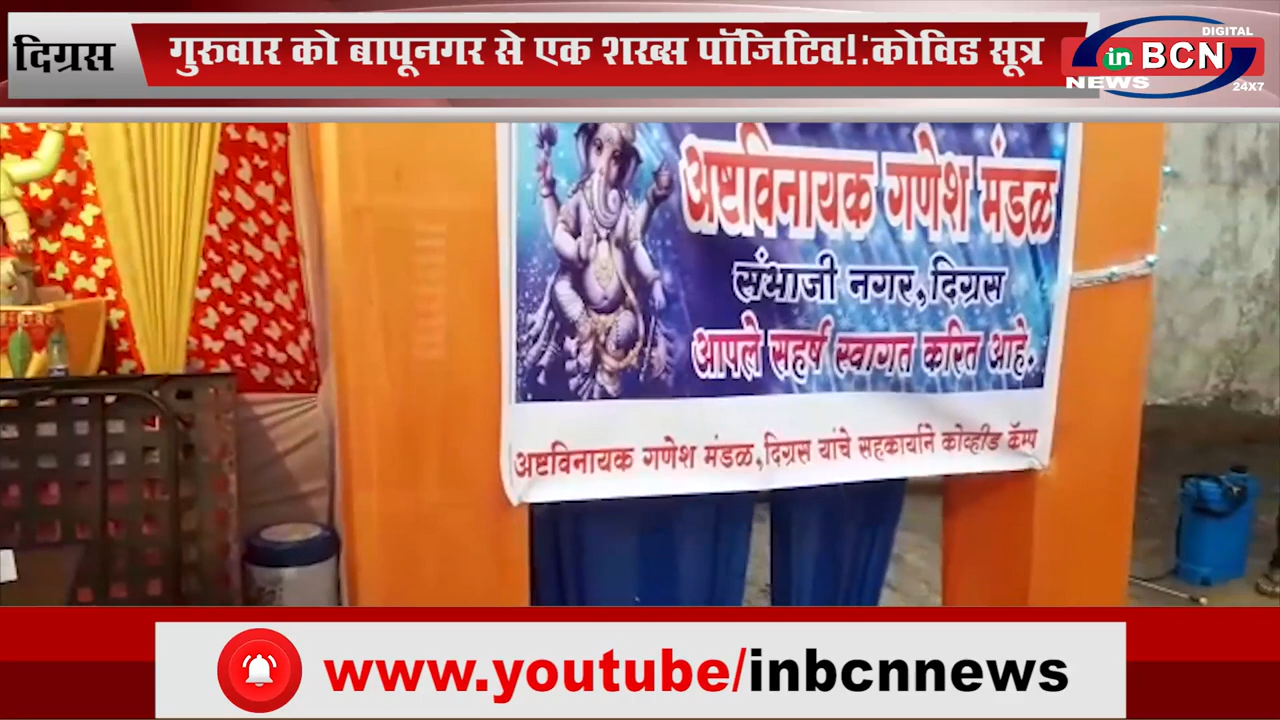 दिग्रस
गुरुवार को बापूनगर से एक शख्स पॉजिटिव!:कोविड सूत्र
DIGITAL
in BCN
NEWS
24X7
अष्टविनायक गणेश मंडळ
संभाजी नगर,दिग्रस
आपले सहर्ष स्वागत करित आहे.
अष्टविनायक गणेश मंडळ,दिग्रस यांचे सहकार्याने कोव्हीड कॅम्प
www.youtube/inbcnnews